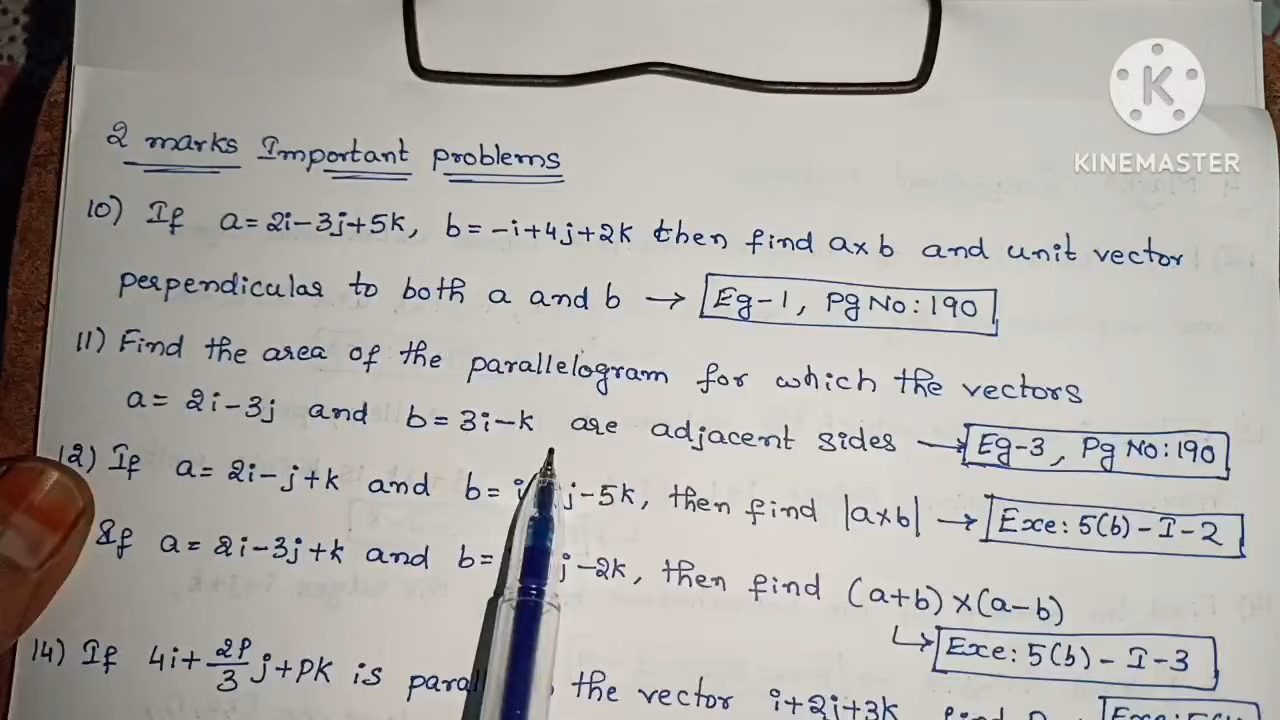 KINEMASTER
2 marks Important problems
10) If a=2i-3j+5k, b=-i+4j+2k then find axb and unit vector
perpendicular to both a and b → Eg-1, Pg No:190
11) Find the area of the parallelogram for which the vectors
a= 2i-3j and b=3i-k are adjacent sides → Eg-3, Pg No:190
12) If a=2i-j+k and b= j-5k, then find |axb| → Exe: 5(b)-I-2
If a=2i-3j+k and b= j-2k, then find (a+b)×(a-b)
↳ Exe: 5(b)-I-3
14) If 4i+2P/3j+PK is the vector i+2j+3k